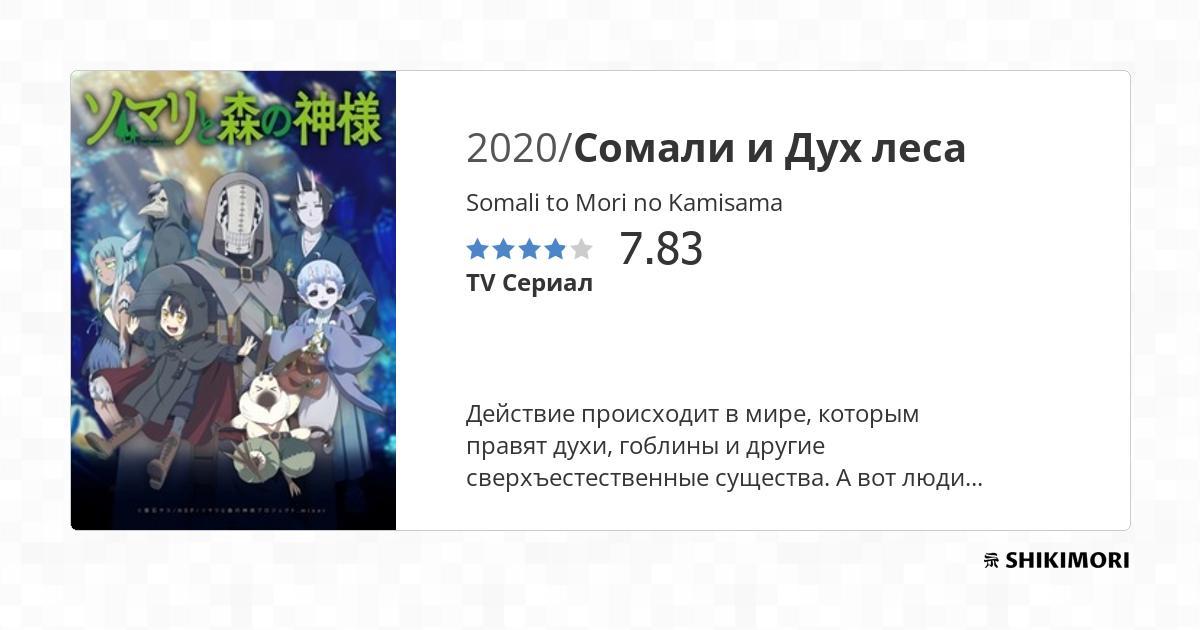 ソマリと森の神様
2020/Сомали и Дух леса
Somali to Mori no Kamisama
7.83
TV Сериал
Действие происходит в мире, которым
правят духи, гоблины и другие
сверхъестественные существа. А вот люди...
SHIKIMORI